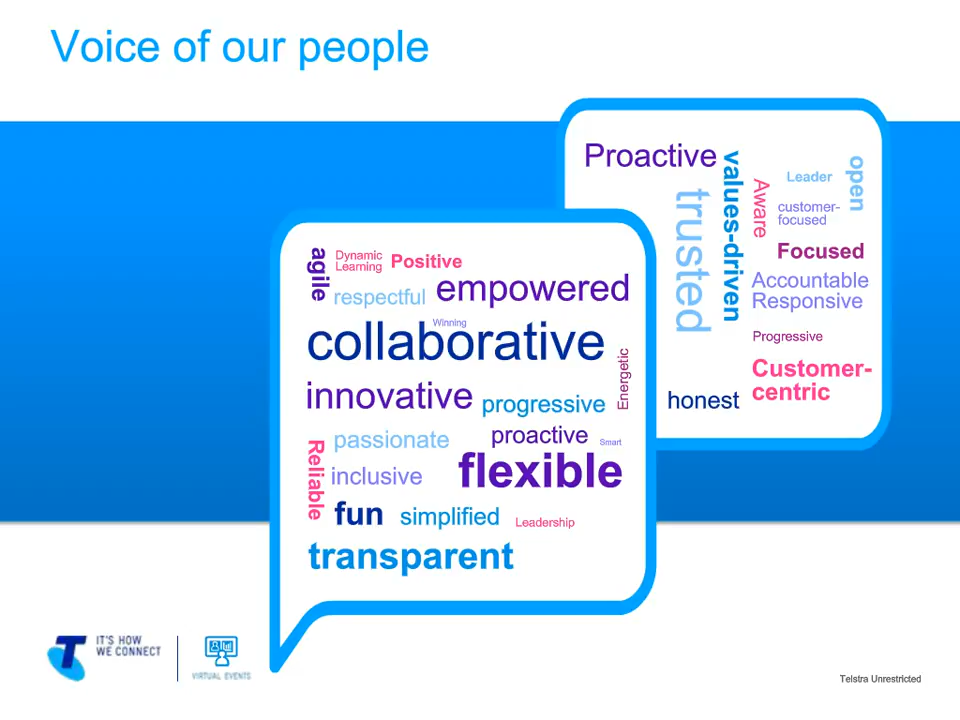 Voice of our people
Proactive
values-driven
trusted
Aware
Leader
open
customer-
focused
Focused
Accountable
Responsive
Progressive
Customer-
centric
honest
agile
Dynamic
Learning
Positive
respectful
empowered
Winning
collaborative
Energetic
innovative
progressive
passionate
proactive
Smart
Reliable
inclusive
flexible
fun
simplified
Leadership
transparent
T
IT'S HOW
WE CONNECT
VIRTUAL EVENTS
Telstra Unrestricted